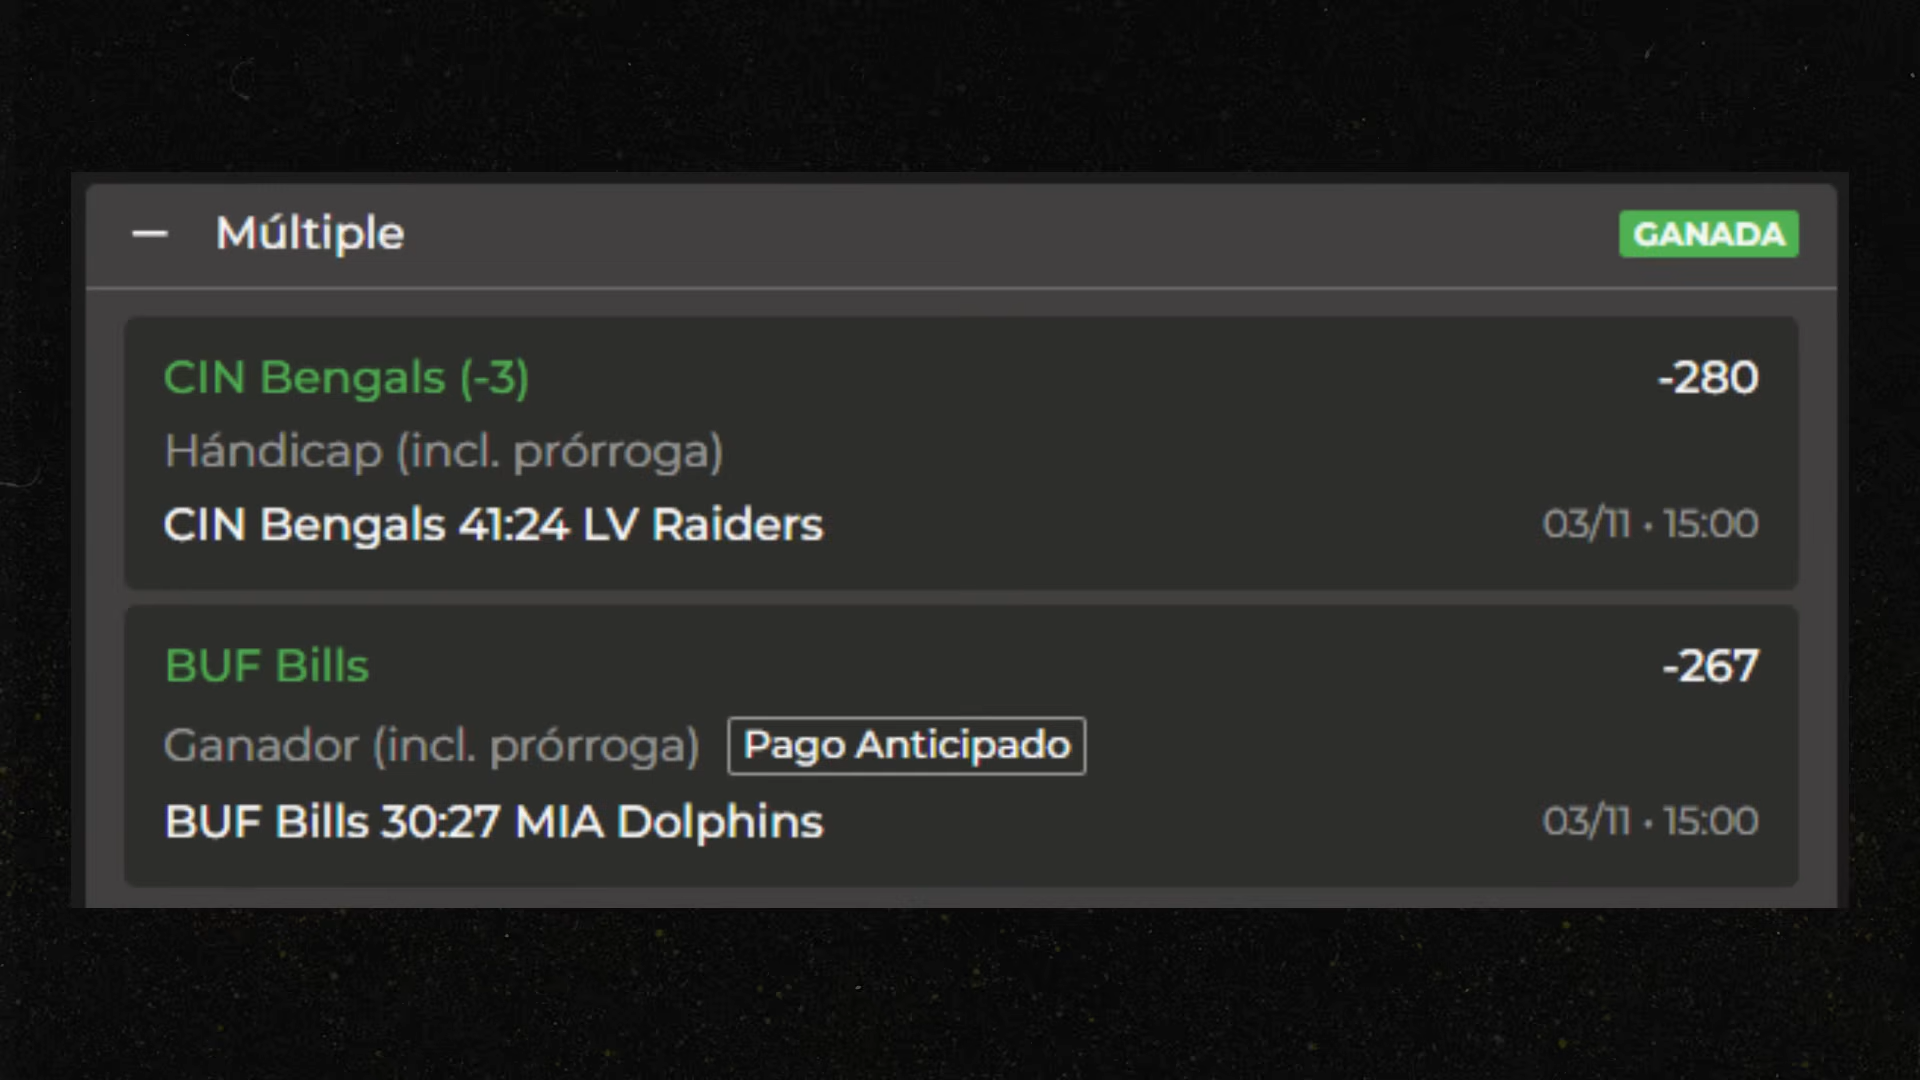 Múltiple
GANADA
CIN Bengals (-3)
-280
Hándicap (incl. prórroga)
CIN Bengals 41:24 LV Raiders
03/11 • 15:00
BUF Bills
-267
Ganador (incl. prórroga)
Pago Anticipado
BUF Bills 30:27 MIA Dolphins
03/11 • 15:00